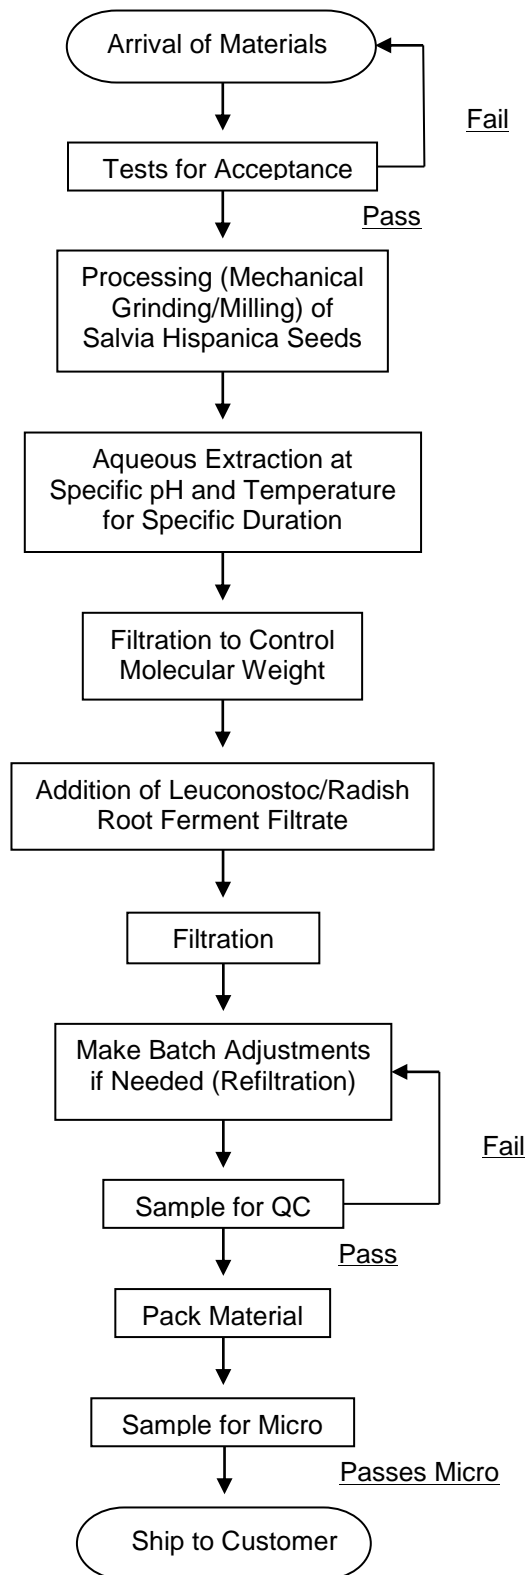 Arrival of Materials
Fail
Tests for Acceptance
Pass
Processing (Mechanical
Grinding/Milling) of
Salvia Hispanica Seeds
Aqueous Extraction at
Specific pH and Temperature
for Specific Duration
Filtration to Control
Molecular Weight
Addition of Leuconostoc/Radish
Root Ferment Filtrate
Filtration
Make Batch Adjustments
if Needed (Refiltration)
Fail
Sample for QC
Pass
Pack Material
Sample for Micro
Passes Micro
Ship to Customer